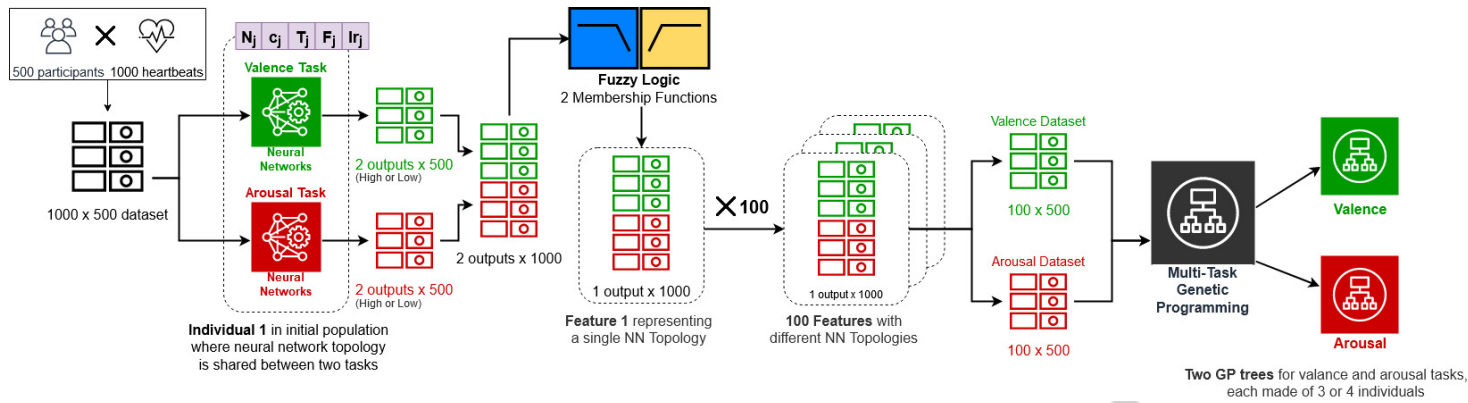 500 participants
1000 heartbeats
1000 x 500 dataset
Nj cj Tj Fj lrj
Valence Task
Neural
Networks
Arousal Task
Neural
Networks
Individual 1 in initial population
where neural network topology
is shared between two tasks
2 outputs x 500
(High or Low)
2 outputs x 500
(High or Low)
2 outputs x 1000
Fuzzy Logic
2 Membership Functions
1 output x 1000
Feature 1 representing
a single NN Topology
×100
1 output x 1000
100 Features with
different NN Topologies
Valence Dataset
100 x 500
Arousal Dataset
100 x 500
Multi-Task
Genetic
Programming
Valence
Arousal
Two GP trees for valance and arousal tasks,
each made of 3 or 4 individuals